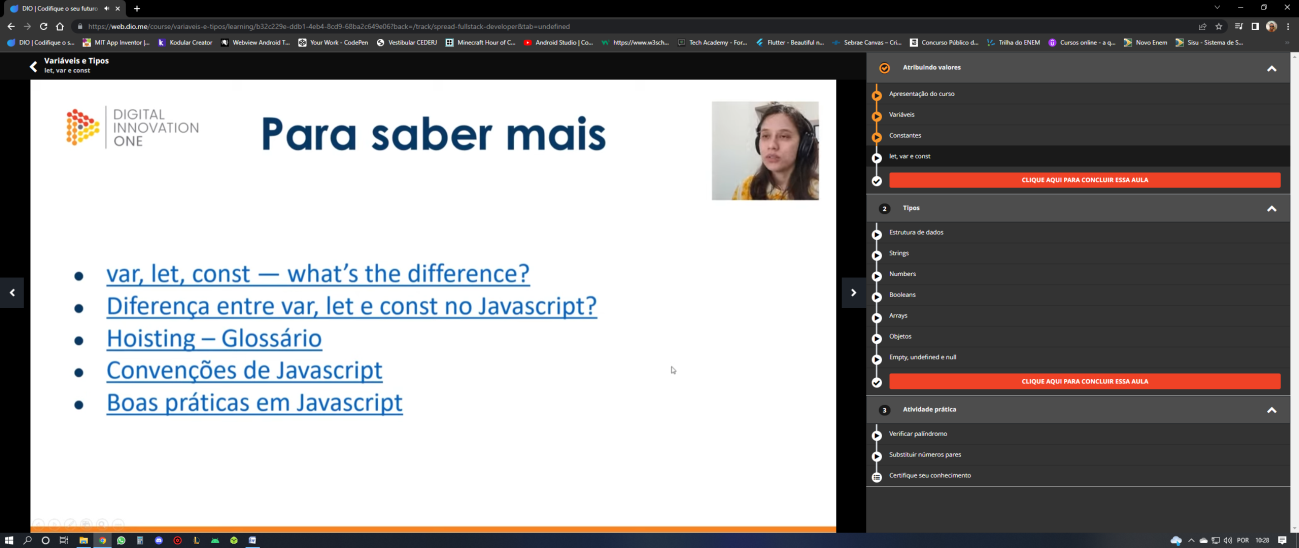 DIO | Codifique o seu futuro
https://web.dio.me/course/variaveis-e-tipos/learning/b32c229e-ddb1-4eb4-8cd9-68ba2c649e06?back=/track/spread-fullstack-developer&tab=undefined
DIO | Codifique o s...
MIT App Inventor |...
Kodular Creator
Webview Android T...
Your Work - CodePen
Vestibular CEDERJ
Minecraft Hour of C...
Android Studio | Co...
https://www.w3sch...
Tech Academy - For...
Flutter - Beautiful n...
Sebrae Canvas – Cri...
Concurso Público d...
Trilha do ENEM
Cursos online - a q...
Novo Enem
Sisu - Sistema de S...
Variáveis e Tipos
let, var e const
DIGITAL
INNOVATION
ONE
Para saber mais
var, let, const — what's the difference?
Diferença entre var, let e const no Javascript?
Hoisting – Glossário
Convenções de Javascript
Boas práticas em Javascript
Atribuindo valores
Apresentação do curso
Variáveis
Constantes
let, var e const
CLIQUE AQUI PARA CONCLUIR ESSA AULA
2 Tipos
Estrutura de dados
Strings
Numbers
Booleans
Arrays
Objetos
Empty, undefined e null
CLIQUE AQUI PARA CONCLUIR ESSA AULA
3 Atividade prática
Verificar palíndromo
Substituir números pares
Certifique seu conhecimento
POR 10:28